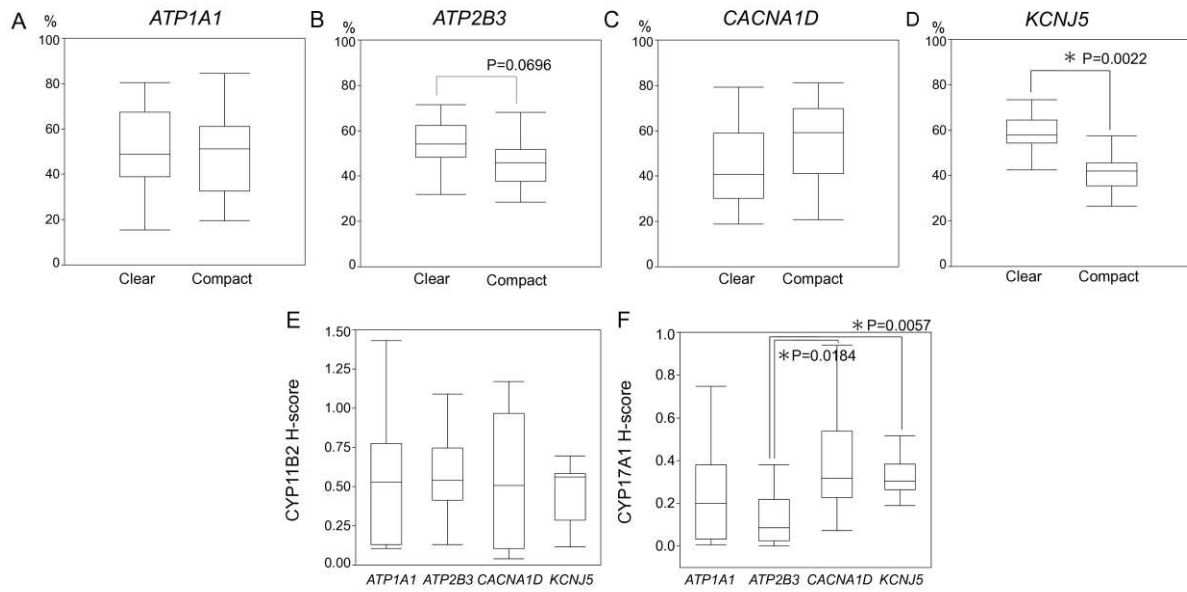 A % ATP1A1
100
80
60
40
20
0
Clear Compact
B % ATP2B3
100
80
60
40
20
0
P=0.0696
Clear Compact
C % CACNA1D
100
80
60
40
20
0
Clear Compact
D % KCNJ5
100
80
60
40
20
0
* P=0.0022
Clear Compact
E
CYP11B2 H-score
1.50
1.25
1.00
0.75
0.50
0.25
0.00
ATP1A1 ATP2B3 CACNA1D KCNJ5
F
CYP17A1 H-score
1.0
0.8
0.6
0.4
0.2
0.0
* P=0.0057
* P=0.0184
ATP1A1 ATP2B3 CACNA1D KCNJ5